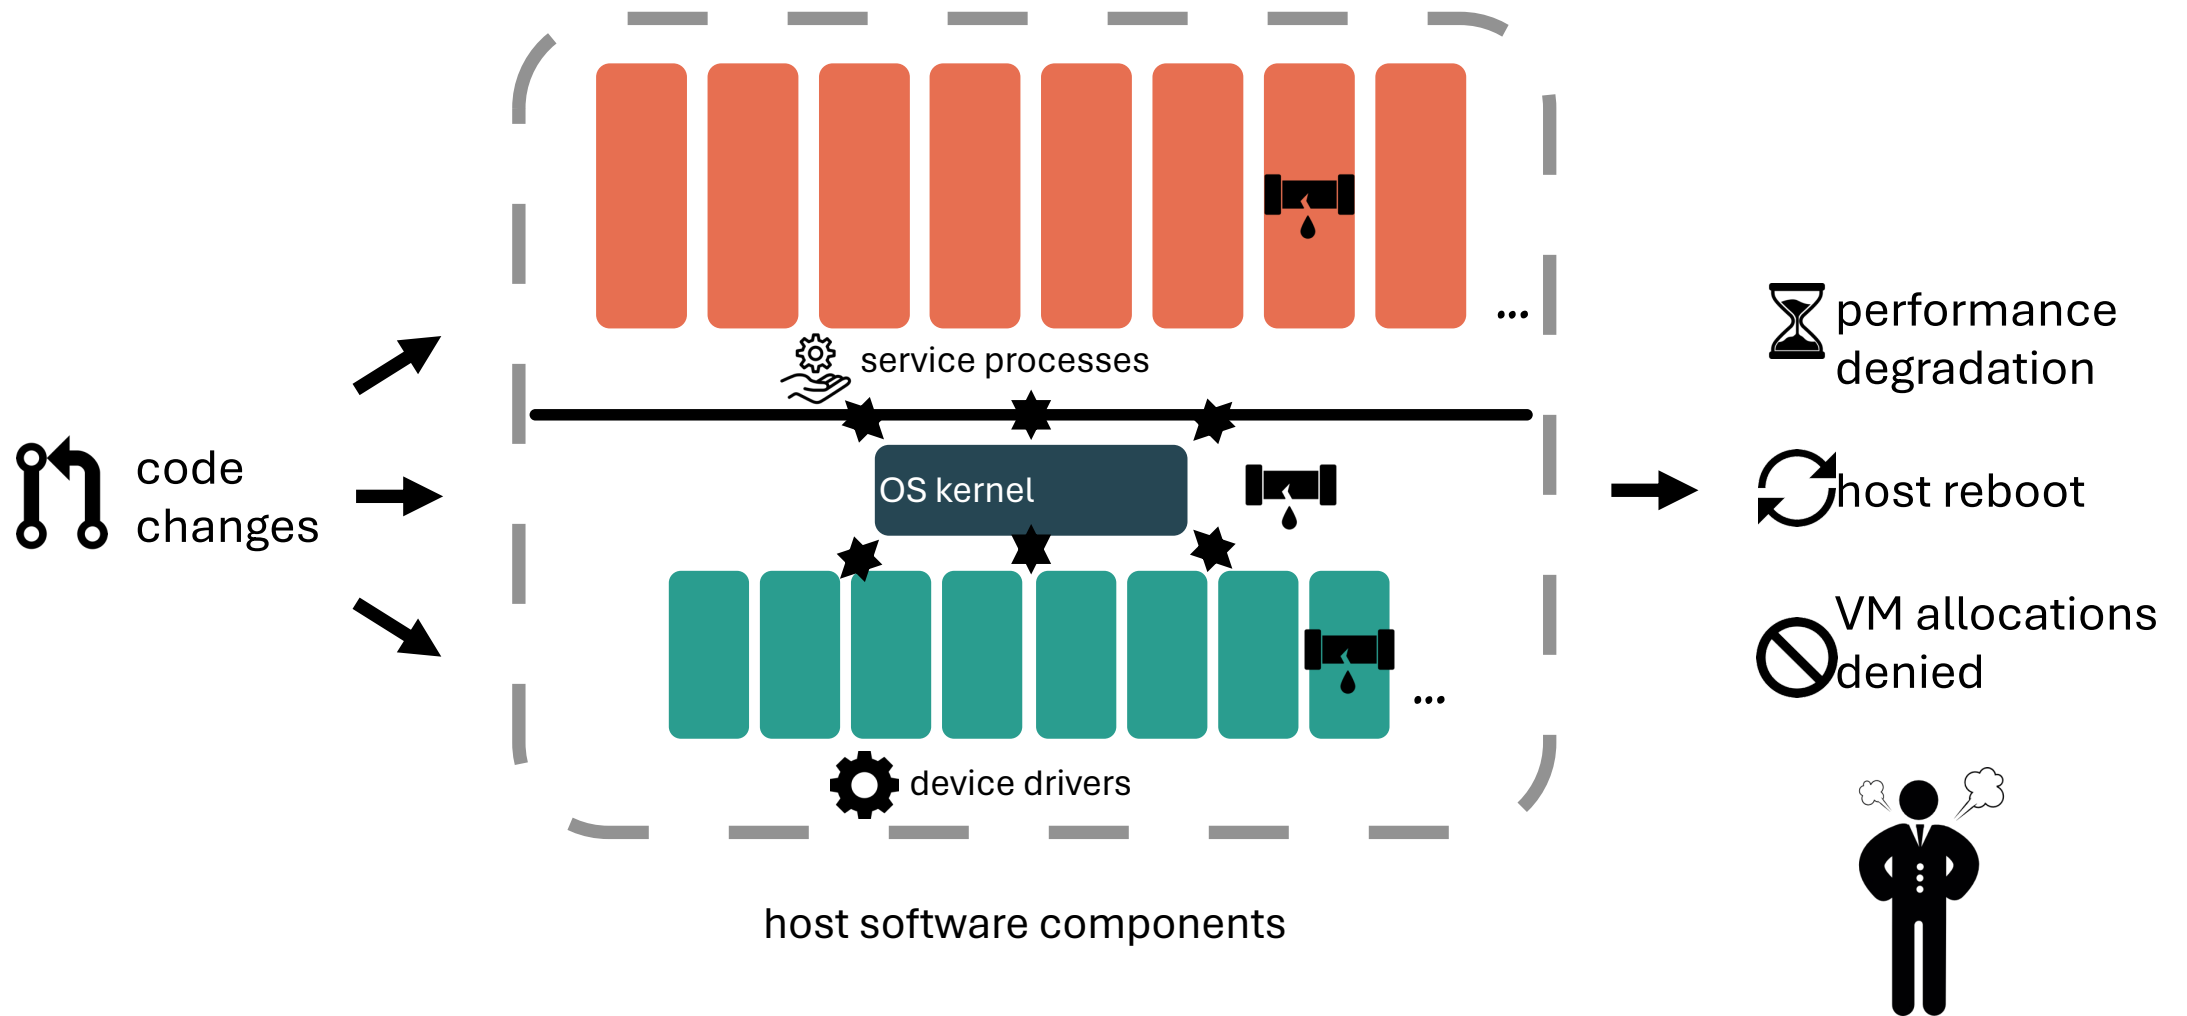 code
changes
...
service processes
OS kernel
...
device drivers
host software components
performance
degradation
host reboot
VM allocations
denied